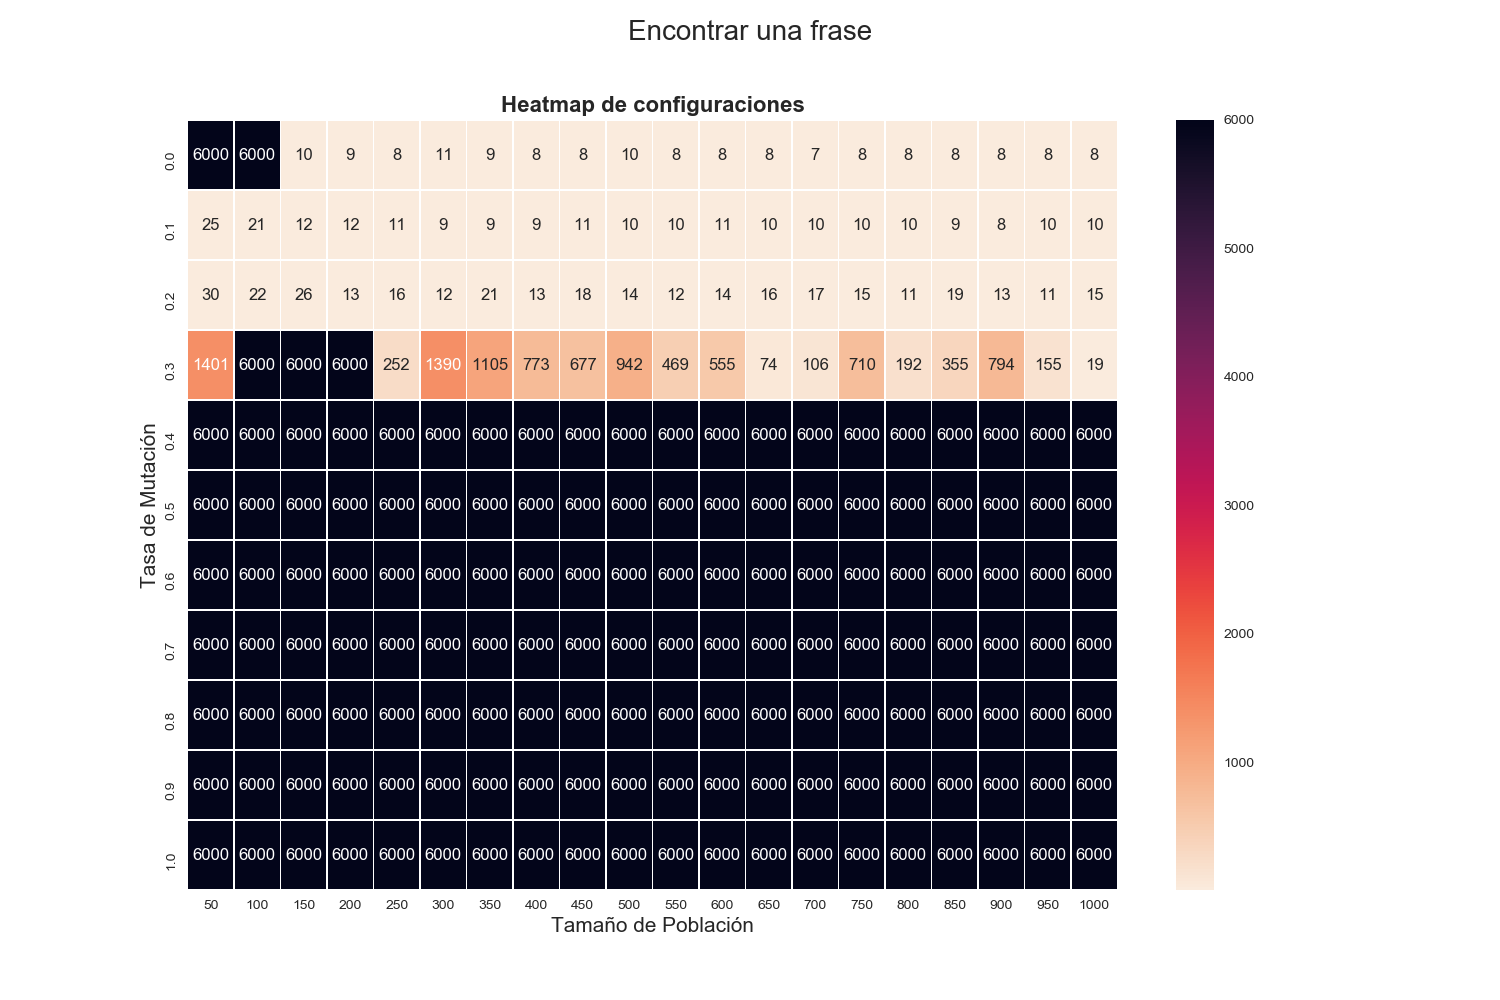 Encontrar una frase
Heatmap de configuraciones
0.0 6000 6000 10 9 8 11 9 8 8 10 8 8 8 7 8 8 8 8 8 8
0.1 25 21 12 12 11 9 9 9 11 10 10 11 10 10 10 10 9 8 10 10
0.2 30 22 26 13 16 12 21 13 18 14 12 14 16 17 15 11 19 13 11 15
0.3 1401 6000 6000 6000 252 1390 1105 773 677 942 469 555 74 106 710 192 355 794 155 19
0.4 6000 6000 6000 6000 6000 6000 6000 6000 6000 6000 6000 6000 6000 6000 6000 6000 6000 6000 6000 6000
0.5 6000 6000 6000 6000 6000 6000 6000 6000 6000 6000 6000 6000 6000 6000 6000 6000 6000 6000 6000 6000
0.6 6000 6000 6000 6000 6000 6000 6000 6000 6000 6000 6000 6000 6000 6000 6000 6000 6000 6000 6000 6000
0.7 6000 6000 6000 6000 6000 6000 6000 6000 6000 6000 6000 6000 6000 6000 6000 6000 6000 6000 6000 6000
0.8 6000 6000 6000 6000 6000 6000 6000 6000 6000 6000 6000 6000 6000 6000 6000 6000 6000 6000 6000 6000
0.9 6000 6000 6000 6000 6000 6000 6000 6000 6000 6000 6000 6000 6000 6000 6000 6000 6000 6000 6000 6000
1.0 6000 6000 6000 6000 6000 6000 6000 6000 6000 6000 6000 6000 6000 6000 6000 6000 6000 6000 6000 6000
50 100 150 200 250 300 350 400 450 500 550 600 650 700 750 800 850 900 950 1000
Tamaño de Población
Tasa de Mutación
6000
5000
4000
3000
2000
1000